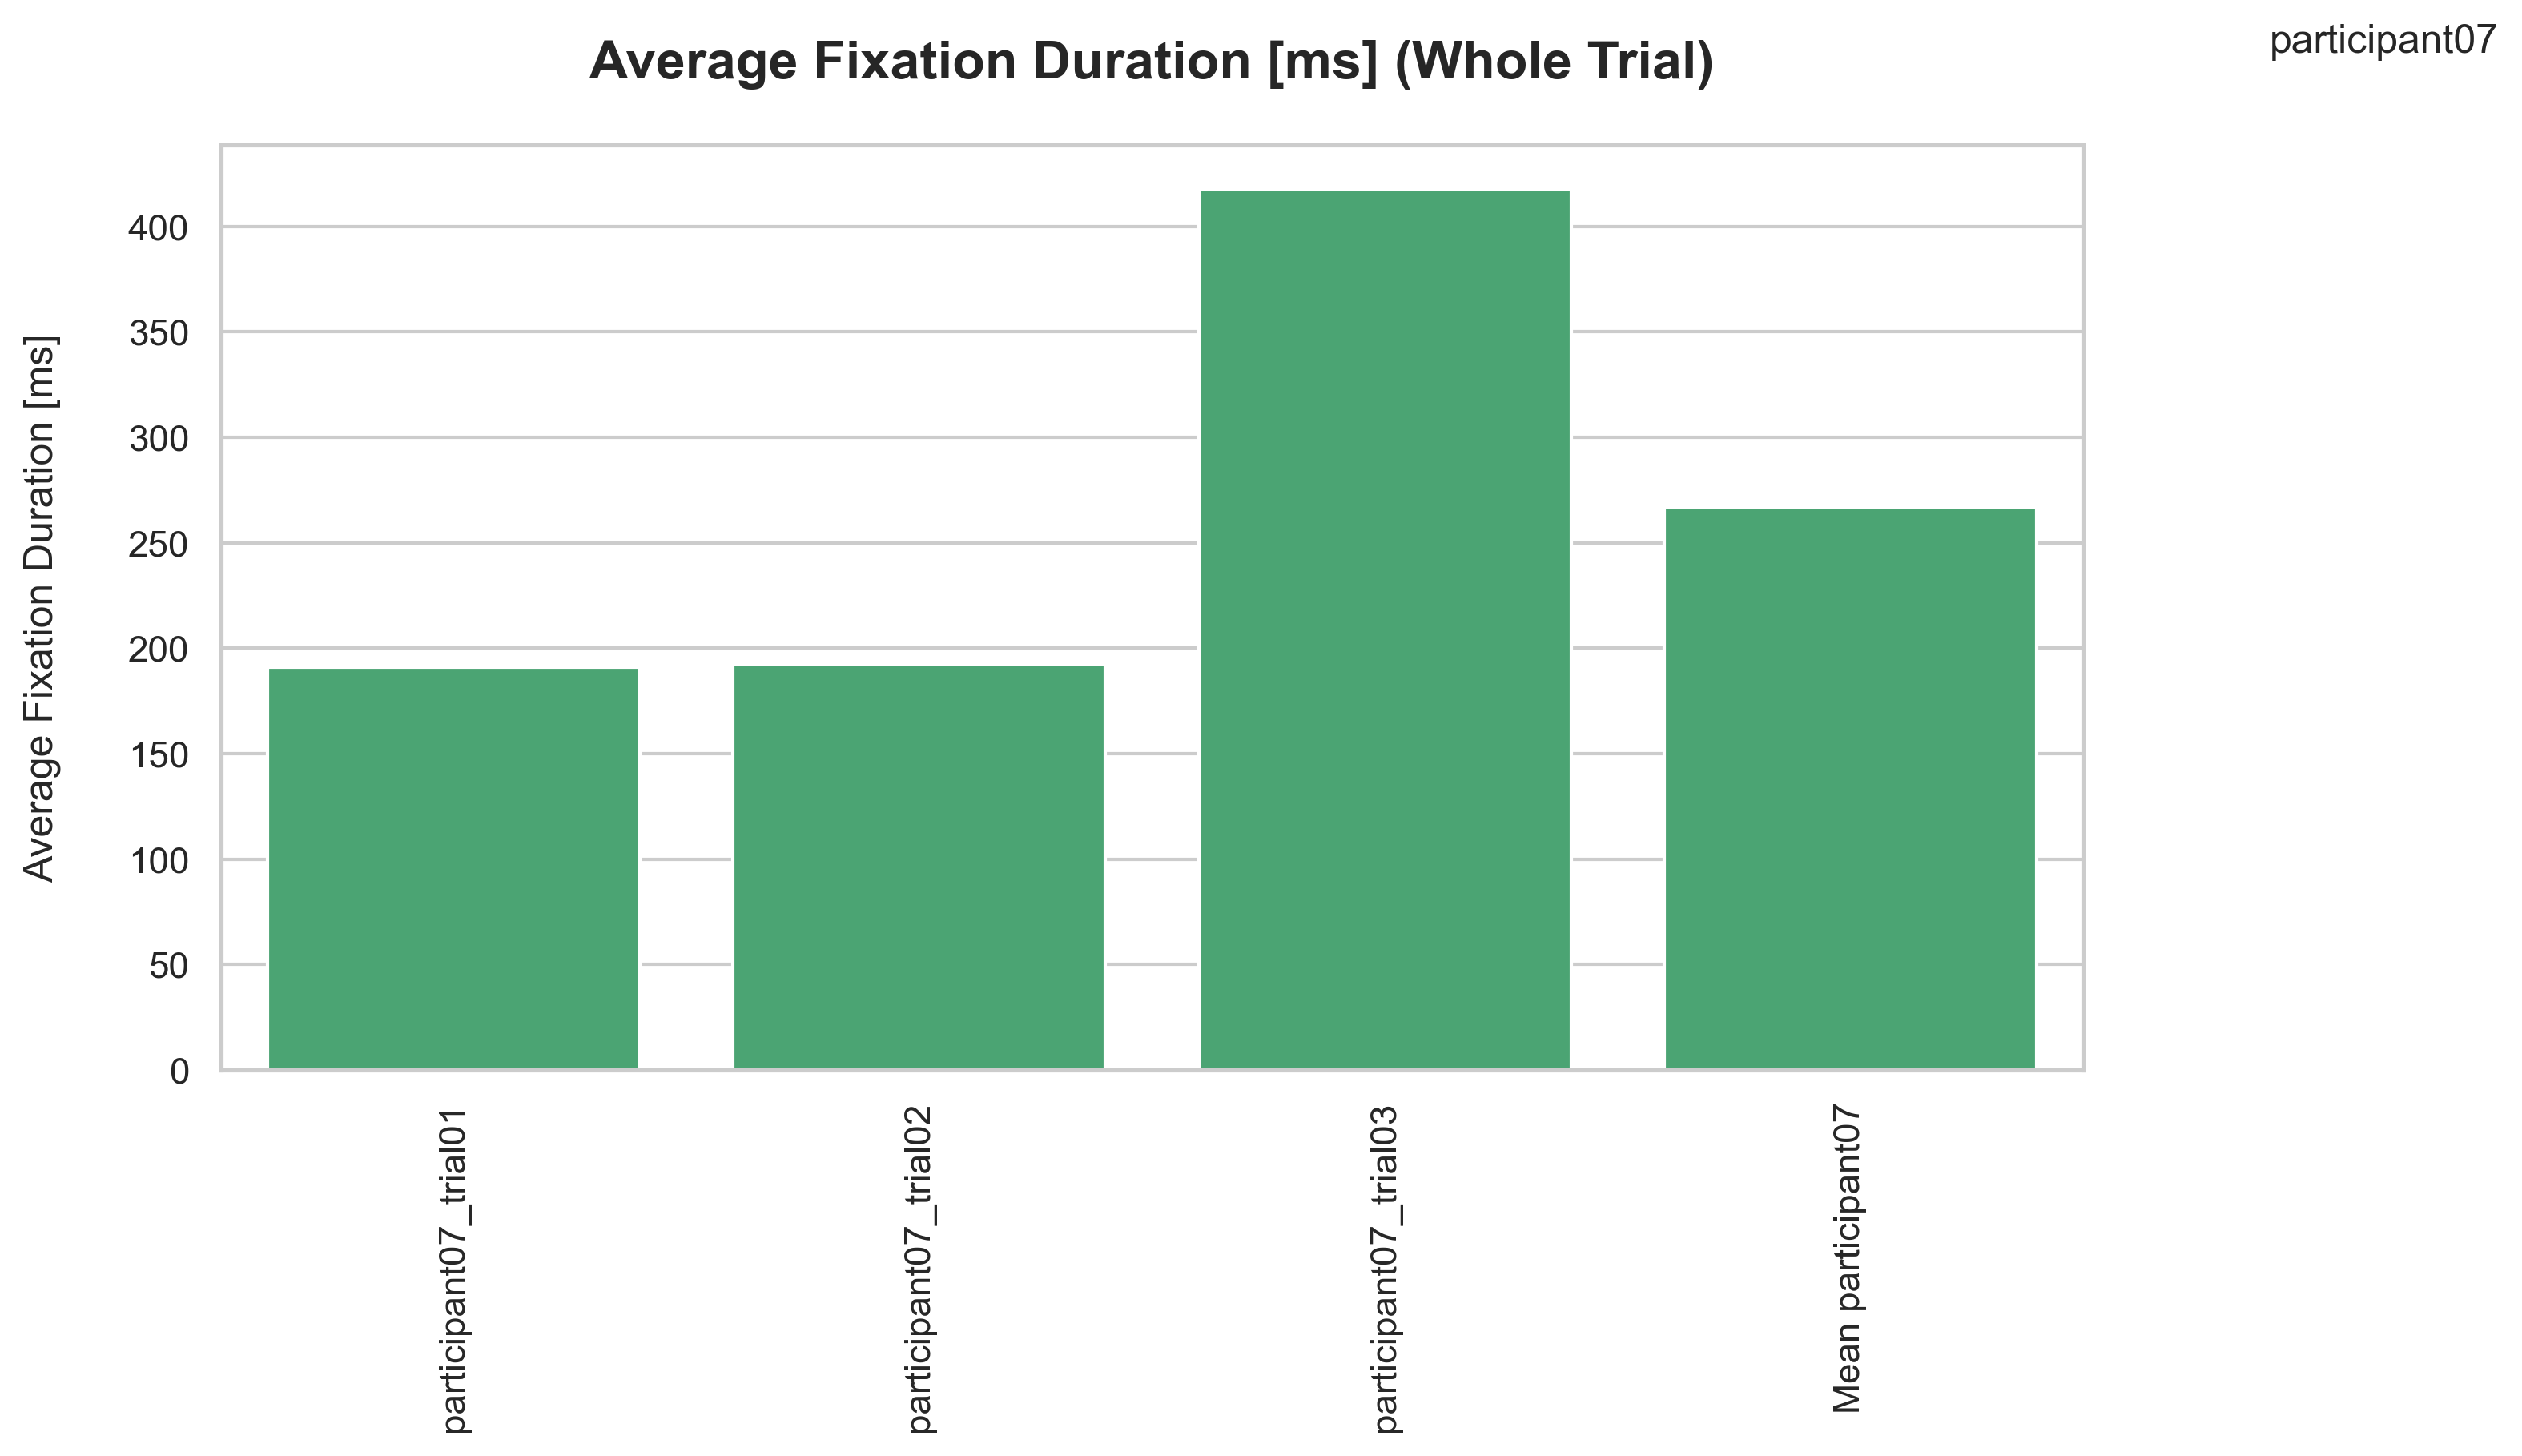 participant07
Average Fixation Duration [ms] (Whole Trial)
Average Fixation Duration [ms]
400
350
300
250
200
150
100
50
0
participant07_trial01
participant07_trial02
participant07_trial03
Mean participant07